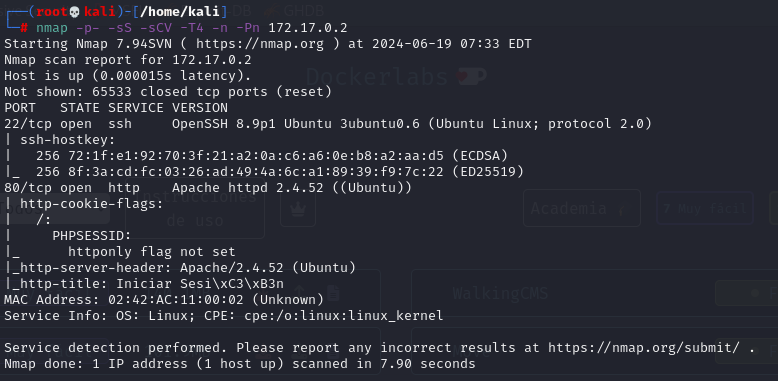 (root💀kali)-[/home/kali]
# nmap -p- -sS -sCV -T4 -n -Pn 172.17.0.2
Starting Nmap 7.94SVN ( https://nmap.org ) at 2024-06-19 07:33 EDT
Nmap scan report for 172.17.0.2
Host is up (0.000015s latency).
Not shown: 65533 closed tcp ports (reset)
PORT   STATE SERVICE VERSION
22/tcp open  ssh     OpenSSH 8.9p1 Ubuntu 3ubuntu0.6 (Ubuntu Linux; protocol 2.0)
| ssh-hostkey:
|   256 72:1f:e1:92:70:3f:21:a2:0a:c6:a6:0e:b8:a2:aa:d5 (ECDSA)
|_  256 8f:3a:cd:fc:03:26:ad:49:4a:6c:a1:89:39:f9:7c:22 (ED25519)
80/tcp open  http    Apache httpd 2.4.52 ((Ubuntu))
| http-cookie-flags:
|   /:
|     PHPSESSID:
|_      httponly flag not set
|_http-server-header: Apache/2.4.52 (Ubuntu)
|_http-title: Iniciar Sesi\xC3\xB3n
MAC Address: 02:42:AC:11:00:02 (Unknown)
Service Info: OS: Linux; CPE: cpe:/o:linux:linux_kernel
Service detection performed. Please report any incorrect results at https://nmap.org/submit/ .
Nmap done: 1 IP address (1 host up) scanned in 7.90 seconds
GHDB
Dockerlabs
de uso
Academia
Muy fácil
WalkingCMS